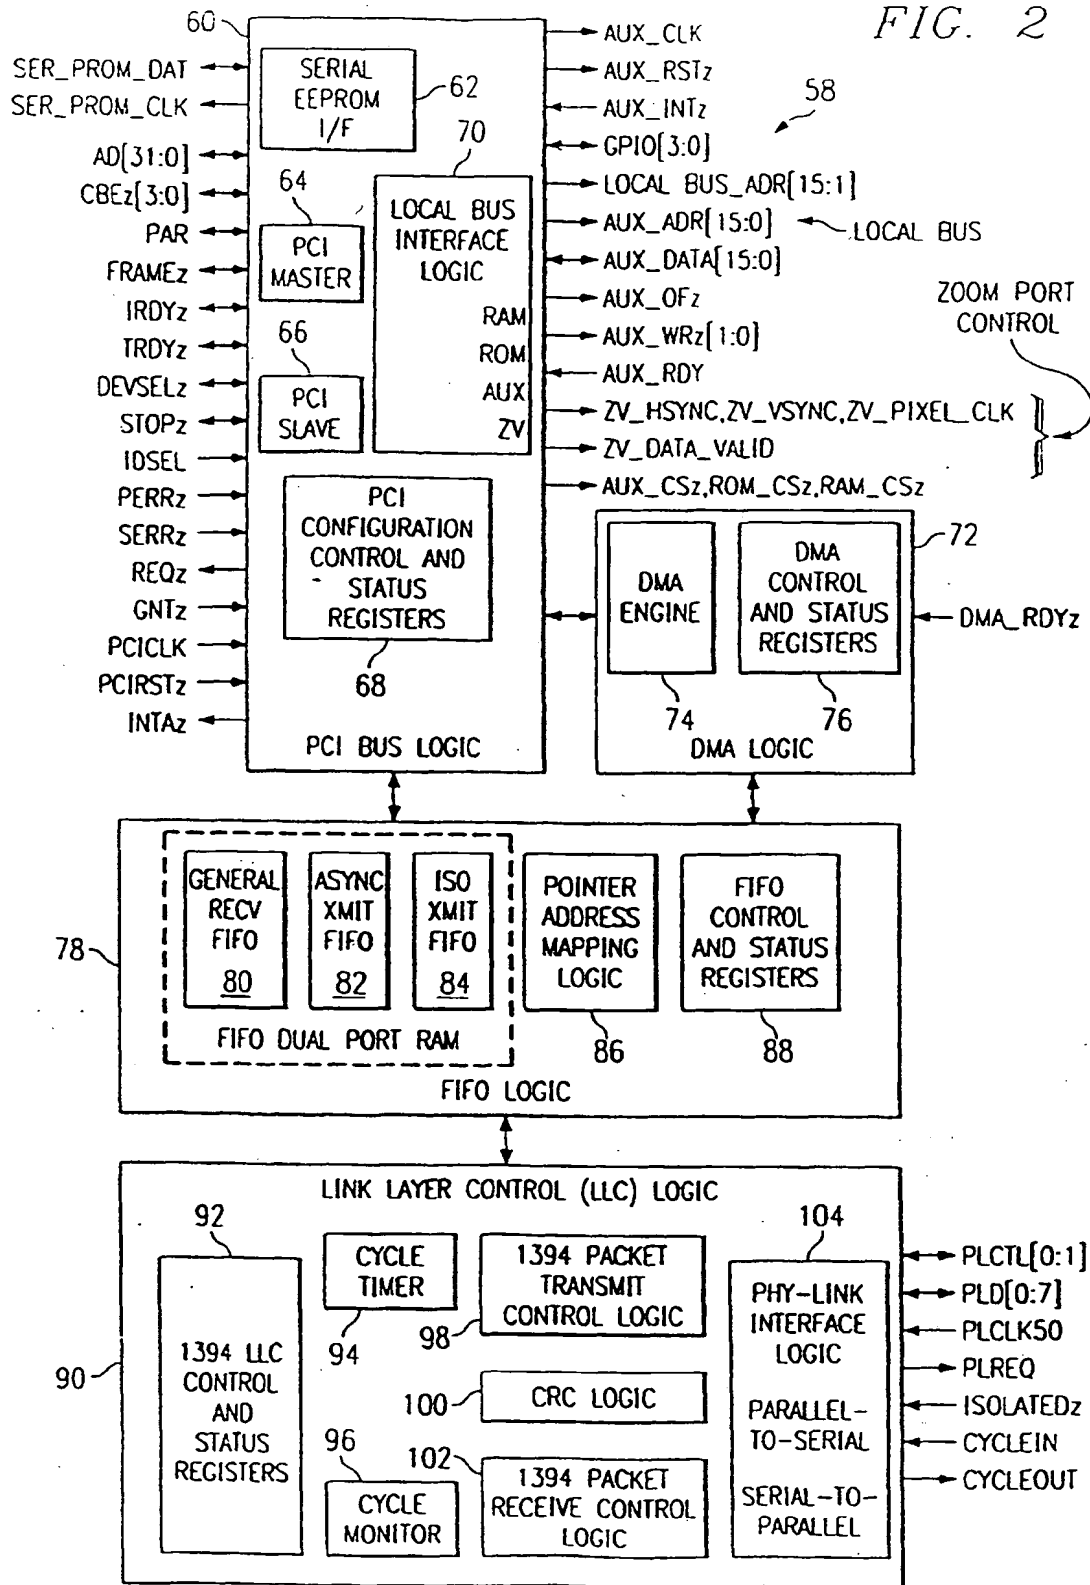 FIG. 2
60
58
SER_PROM_DAT
SER_PROM_CLK
AD[31:0]
CBEz[3:0]
PAR
FRAMEz
IRDYz
TRDYz
DEVSELz
STOPz
IDSEL
PERRz
SERRz
REQz
GNTz
PCICLK
PCIRSTz
INTAz
SERIAL
EEPROM
I/F
62
64
PCI
MASTER
66
PCI
SLAVE
70
LOCAL BUS
INTERFACE
LOGIC
RAM
ROM
AUX
ZV
PCI
CONFIGURATION
CONTROL AND
STATUS
REGISTERS
68
PCI BUS LOGIC
AUX_CLK
AUX_RSTz
AUX_INTz
GPIO[3:0]
LOCAL BUS_ADR[15:1]
AUX_ADR[15:0]
LOCAL BUS
AUX_DATA[15:0]
AUX_OFz
AUX_WRz[1:0]
AUX_RDY
ZV_HSYNC,ZV_VSYNC,ZV_PIXEL_CLK
ZV_DATA_VALID
AUX_CSz,ROM_CSz,RAM_CSz
ZOOM PORT
CONTROL
72
DMA
ENGINE
74
DMA
CONTROL
AND STATUS
REGISTERS
76
DMA LOGIC
DMA_RDYz
78
GENERAL
RECV
FIFO
80
ASYNC
XMIT
FIFO
82
ISO
XMIT
FIFO
84
FIFO DUAL PORT RAM
POINTER
ADDRESS
MAPPING
LOGIC
86
FIFO
CONTROL
AND STATUS
REGISTERS
88
FIFO LOGIC
LINK LAYER CONTROL (LLC) LOGIC
90
92
1394 LLC
CONTROL
AND
STATUS
REGISTERS
CYCLE
TIMER
94
96
CYCLE
MONITOR
1394 PACKET
TRANSMIT
CONTROL LOGIC
98
100
CRC LOGIC
102
1394 PACKET
RECEIVE CONTROL
LOGIC
104
PHY-LINK
INTERFACE
LOGIC
PARALLEL-
TO-SERIAL
SERIAL-TO-
PARALLEL
PLCTL[0:1]
PLD[0:7]
PLCLK50
PLREQ
ISOLATEDz
CYCLEIN
CYCLEOUT